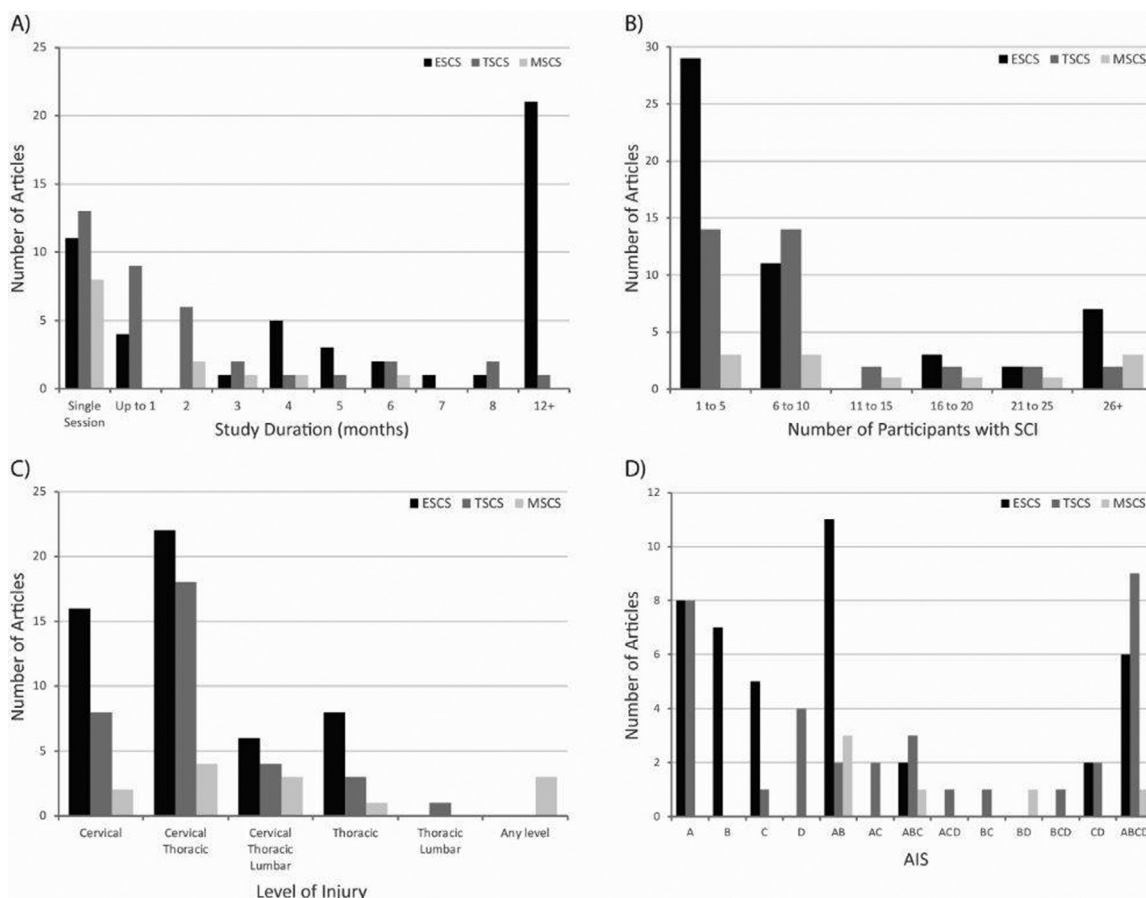 A)
25
ESCS TSCS MSCS
20
15
10
5
0
Number of Articles
Single Session Up to 1 2 3 4 5 6 7 8 12+
Study Duration (months)
B)
30
ESCS TSCS MSCS
25
20
15
10
5
0
Number of Articles
1 to 5 6 to 10 11 to 15 16 to 20 21 to 25 26+
Number of Participants with SCI
C)
25
ESCS TSCS MSCS
20
15
10
5
0
Number of Articles
Cervical Cervical Thoracic Cervical Thoracic Lumbar Thoracic Thoracic Lumbar Any level
Level of Injury
D)
12
ESCS TSCS MSCS
10
8
6
4
2
0
Number of Articles
A B C D AB AC ABC ACD BC BD BCD CD ABCD
AIS